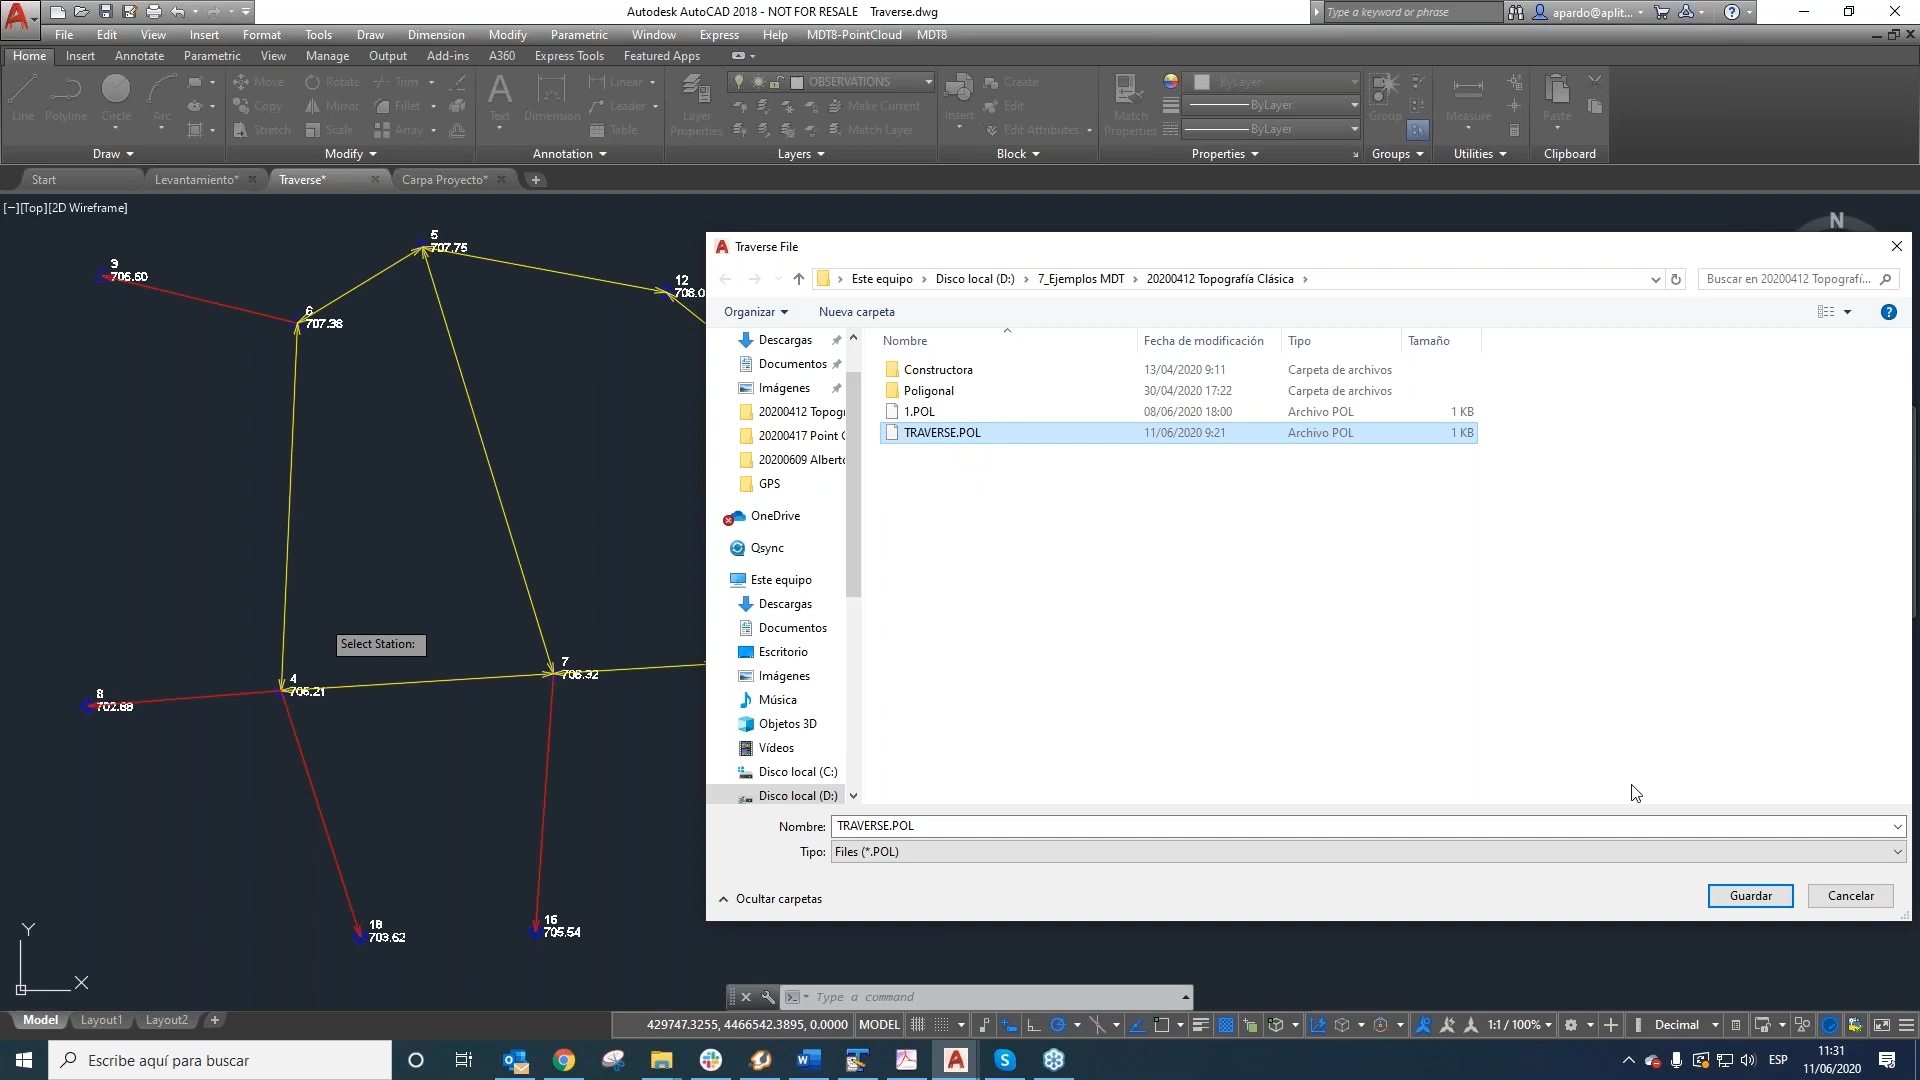 Autodesk AutoCAD 2018 - NOT FOR RESALE Traverse.dwg
Type a keyword or phrase
apardo@aplit...
File Edit View Insert Format Tools Draw Dimension Modify Parametric Window Express Help MDT8-PointCloud MDT8
Home Insert Annotate Parametric View Manage Output Add-ins A360 Express Tools Featured Apps
Move Rotate Trim Linear OBSERVATIONS Create ByLayer
Copy Mirror Fillet Leader Make Current Edit ByLayer
Line Polyline Circle Arc Text Dimension Layer Properties Insert Match Properties Group Measure Paste
Stretch Scale Array Table Match Layer Edit Attributes ByLayer
Draw Modify Annotation Layers Block Properties Groups Utilities Clipboard
Start Levantamiento* Traverse* Carpa Proyecto*
[−][Top][2D Wireframe]
N
5
707.75
3
706.60
12
6
707.36
Select Station:
7
706.32
4
705.21
8
702.69
18
703.62
16
705.54
Y
X
Traverse File
Este equipo Disco local (D:) 7_Ejemplos MDT 20200412 Topografía Clásica
Buscar en 20200412 Topografí...
Organizar Nueva carpeta
Nombre Fecha de modificación Tipo Tamaño
Constructora 13/04/2020 9:11 Carpeta de archivos
Poligonal 30/04/2020 17:22 Carpeta de archivos
1.POL 08/06/2020 18:00 Archivo POL 1 KB
TRAVERSE.POL 11/06/2020 9:21 Archivo POL 1 KB
Descargas
Documentos
Imágenes
20200412 Topogr
20200417 Point C
20200609 Alberto
GPS
OneDrive
Qsync
Este equipo
Descargas
Documentos
Escritorio
Imágenes
Música
Objetos 3D
Vídeos
Disco local (C:)
Disco local (D:)
Nombre: TRAVERSE.POL
Tipo: Files (*.POL)
Ocultar carpetas
Guardar Cancelar
Type a command
Model Layout1 Layout2
429747.3255, 4466542.3895, 0.0000 MODEL 1:1 / 100% Decimal
Escribe aquí para buscar
ESP
11:31
11/06/2020